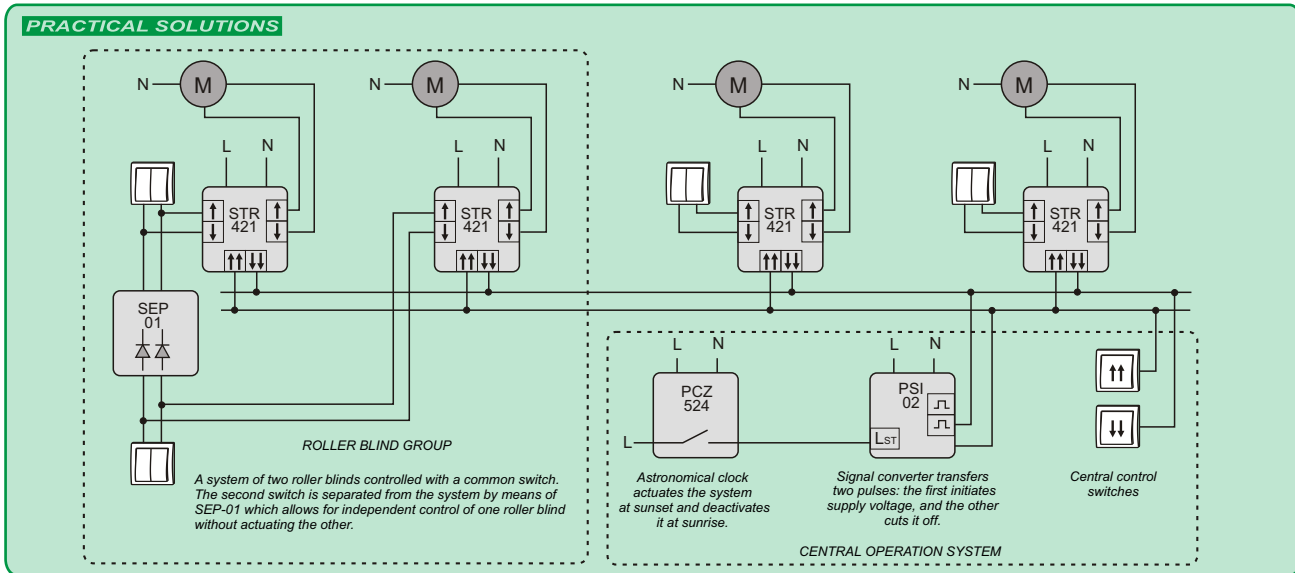 PRACTICAL SOLUTIONS
N
M
N
M
N
M
N
M
L N
L N
L N
L N
STR
421
STR
421
STR
421
STR
421
SEP
01
L N
L N
PCZ
524
PSI
02
L
LST
ROLLER BLIND GROUP
A system of two roller blinds controlled with a common switch.
The second switch is separated from the system by means of
SEP-01 which allows for independent control of one roller blind
without actuating the other.
Astronomical clock
actuates the system
at sunset and deactivates
it at sunrise.
Signal converter transfers
two pulses: the first initiates
supply voltage, and the other
cuts it off.
Central control
switches
CENTRAL OPERATION SYSTEM